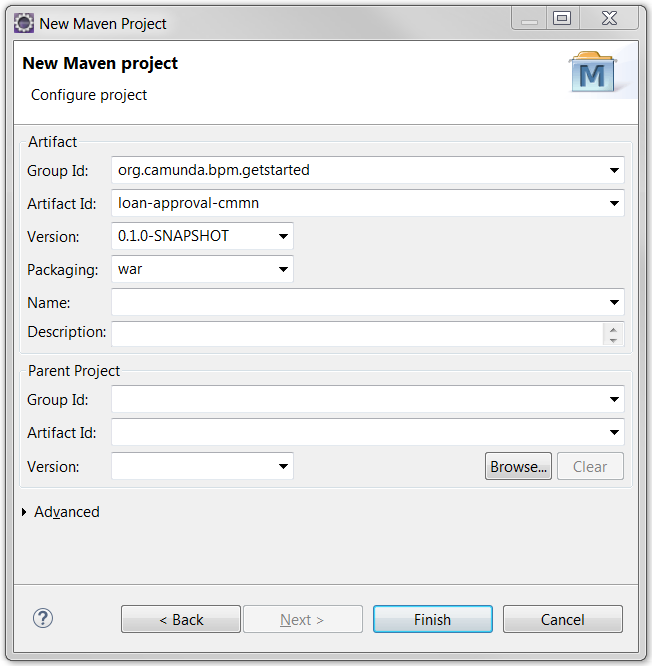 New Maven Project
New Maven project
Configure project
M
Artifact
Group Id: org.camunda.bpm.getstarted
Artifact Id: loan-approval-cmmn
Version: 0.1.0-SNAPSHOT
Packaging: war
Name:
Description:
Parent Project
Group Id:
Artifact Id:
Version: Browse... Clear
Advanced
? < Back Next > Finish Cancel